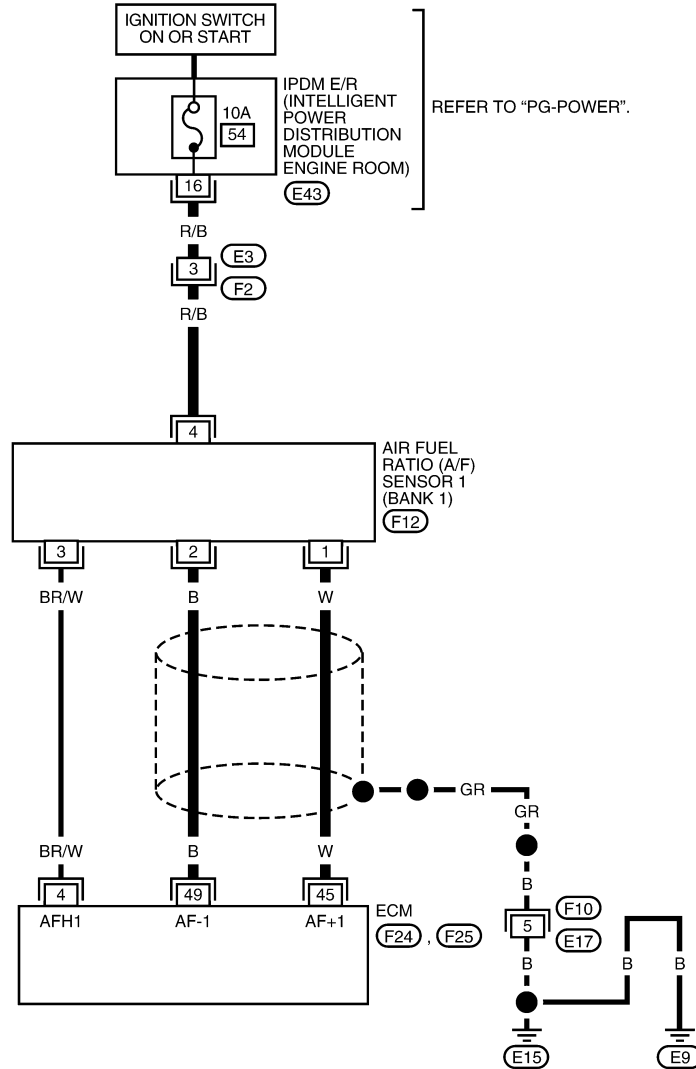 IGNITION SWITCH
ON OR START
IPDM E/R
(INTELLIGENT
POWER
DISTRIBUTION
MODULE
ENGINE ROOM)
REFER TO “PG-POWER”.
10A
54
16
E43
R/B
3
E3
F2
R/B
4
AIR FUEL
RATIO (A/F)
SENSOR 1
(BANK 1)
F12
3
2
1
BR/W
B
W
GR
GR
BR/W
B
W
B
4
49
45
AFH1
AF-1
AF+1
ECM
F24 , F25
5
F10
E17
B
B
B
E15
E9